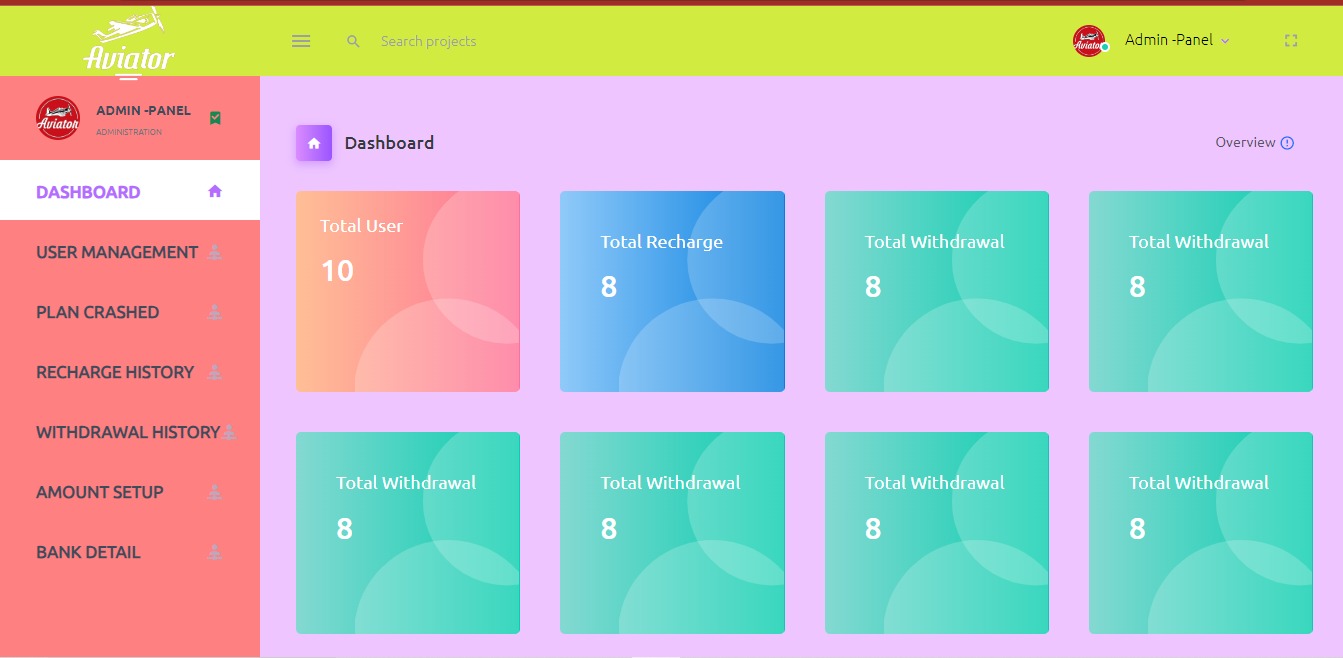 Aviator
Search projects
Aviator
Admin -Panel
Aviator
ADMIN -PANEL
ADMINISTRATION
DASHBOARD
USER MANAGEMENT
PLAN CRASHED
RECHARGE HISTORY
WITHDRAWAL HISTORY
AMOUNT SETUP
BANK DETAIL
Dashboard
Overview
Total User
10
Total Recharge
8
Total Withdrawal
8
Total Withdrawal
8
Total Withdrawal
8
Total Withdrawal
8
Total Withdrawal
8
Total Withdrawal
8